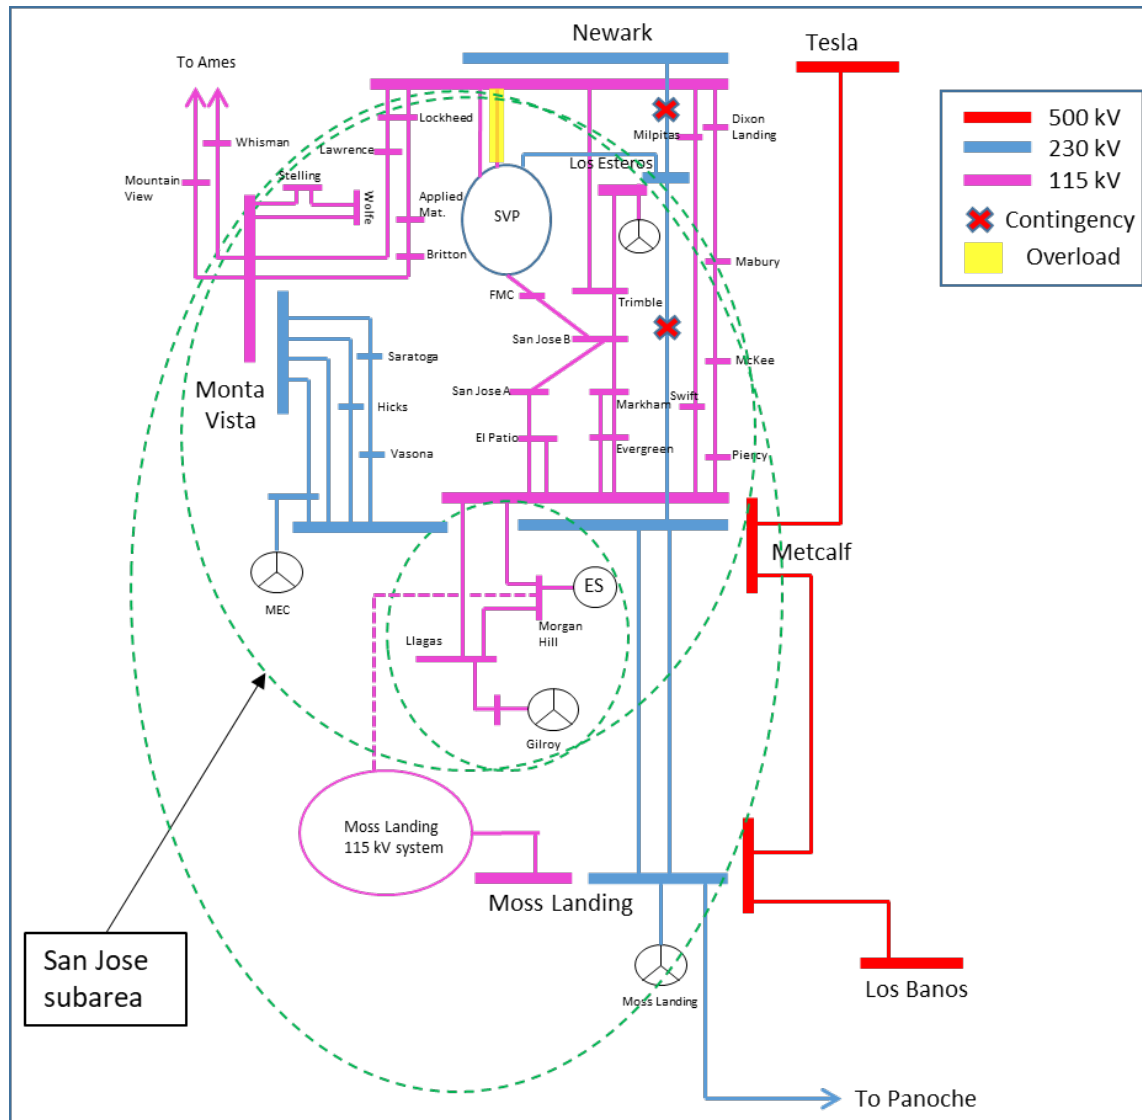 Newark
Tesla
To Ames
500 kV
230 kV
115 kV
Contingency
Overload
Lockheed
Dixon
Landing
Milpitas
Whisman
Lawrence
Los Esteros
Stelling
Mountain
View
Wolfe
Applied
Mat.
SVP
Britton
Mabury
FMC
Trimble
San Jose B
Saratoga
McKee
Monta
Vista
San Jose A
Markham
Swift
Hicks
El Patio
Evergreen
Vasona
Piercy
Metcalf
MEC
ES
Morgan
Hill
Llagas
Gilroy
Moss Landing
115 kV system
Moss Landing
San Jose
subarea
Los Banos
Moss Landing
To Panoche